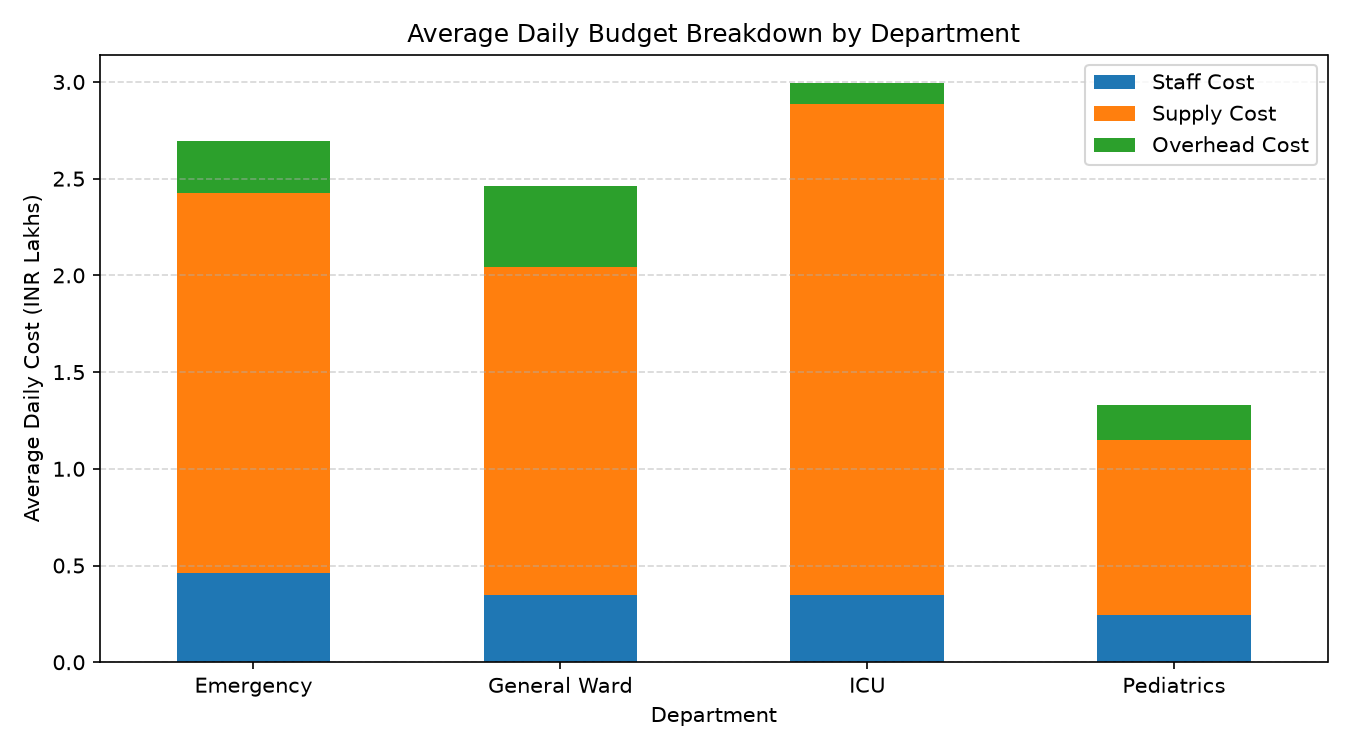 Average Daily Budget Breakdown by Department
Staff Cost
Supply Cost
Overhead Cost
Average Daily Cost (INR Lakhs)
3.0
2.5
2.0
1.5
1.0
0.5
0.0
Emergency
General Ward
ICU
Pediatrics
Department